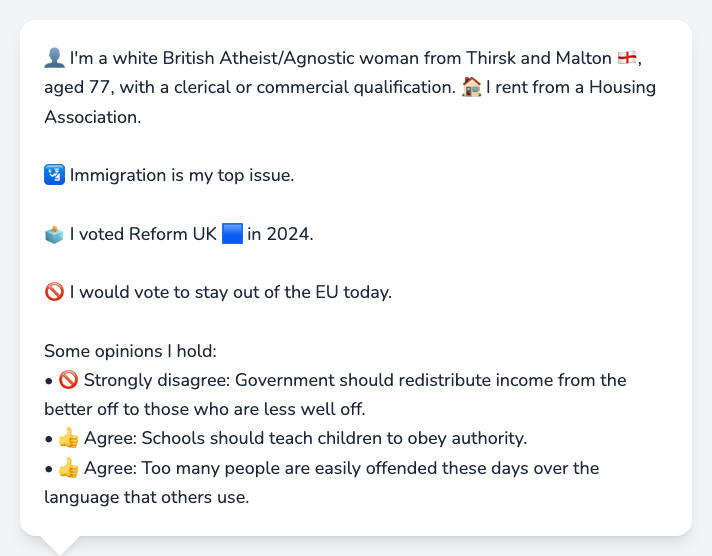 👤 I'm a white British Atheist/Agnostic woman from Thirsk and Malton 🏴󠁧󠁢󠁥󠁮󠁧󠁿,
aged 77, with a clerical or commercial qualification. 🏠 I rent from a Housing
Association.
🛂 Immigration is my top issue.
🗳️ I voted Reform UK 🟦 in 2024.
🚫 I would vote to stay out of the EU today.
Some opinions I hold:
• 🚫 Strongly disagree: Government should redistribute income from the
better off to those who are less well off.
• 👍 Agree: Schools should teach children to obey authority.
• 👍 Agree: Too many people are easily offended these days over the
language that others use.